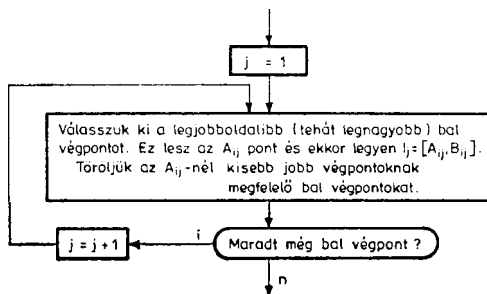 j = 1
Válasszuk ki a legjobboldalibb (tehát legnagyobb) bal
végpontot. Ez lesz az A_ij pont és ekkor legyen I_j=[A_ij,B_ij].
Töröljük az A_ij-nél kisebb jobb végpontoknak
megfelelő bal végpontokat.
j = j+1
i
Maradt még bal végpont ?
n